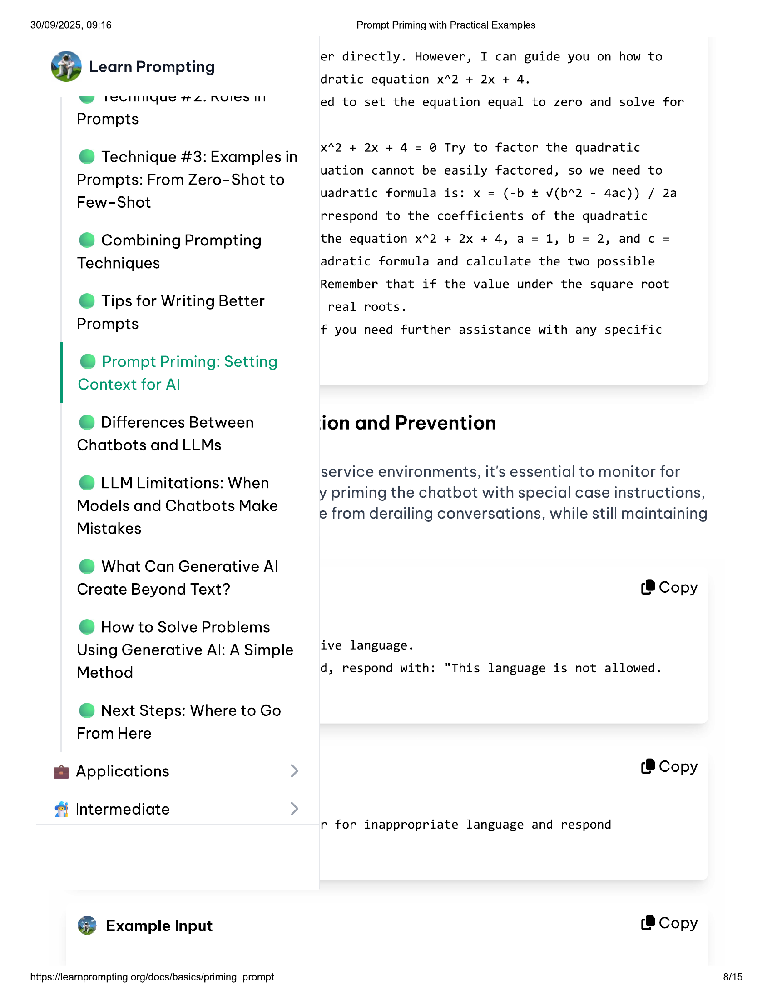 30/09/2025, 09:16
Prompt Priming with Practical Examples
Learn Prompting
Technique #2: Roles in
Prompts
Technique #3: Examples in
Prompts: From Zero-Shot to
Few-Shot
Combining Prompting
Techniques
Tips for Writing Better
Prompts
Prompt Priming: Setting
Context for AI
Differences Between
Chatbots and LLMs
LLM Limitations: When
Models and Chatbots Make
Mistakes
What Can Generative AI
Create Beyond Text?
How to Solve Problems
Using Generative AI: A Simple
Method
Next Steps: Where to Go
From Here
Applications
Intermediate
er directly. However, I can guide you on how to
dratic equation x^2 + 2x + 4.
ed to set the equation equal to zero and solve for
x^2 + 2x + 4 = 0 Try to factor the quadratic
uation cannot be easily factored, so we need to
uadratic formula is: x = (-b ± √(b^2 - 4ac)) / 2a
rrespond to the coefficients of the quadratic
the equation x^2 + 2x + 4, a = 1, b = 2, and c =
adratic formula and calculate the two possible
Remember that if the value under the square root
real roots.
f you need further assistance with any specific
ion and Prevention
service environments, it's essential to monitor for
y priming the chatbot with special case instructions,
e from derailing conversations, while still maintaining
Copy
ive language.
d, respond with: "This language is not allowed.
Copy
r for inappropriate language and respond
Example Input
Copy
https://learnprompting.org/docs/basics/priming_prompt
8/15